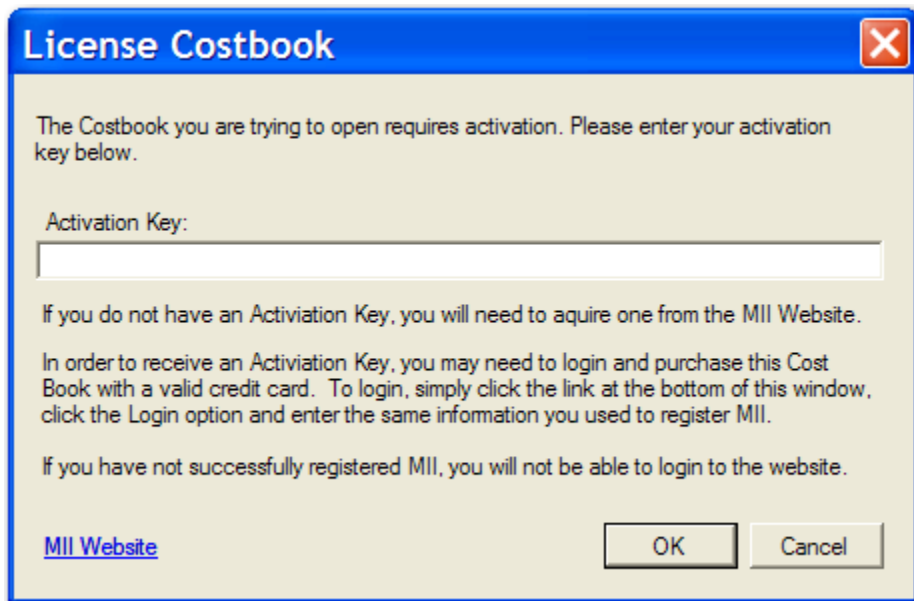 License Costbook
The Costbook you are trying to open requires activation. Please enter your activation
key below.
Activation Key:
If you do not have an Activiation Key, you will need to aquire one from the MII Website.
In order to receive an Activiation Key, you may need to login and purchase this Cost
Book with a valid credit card.  To login, simply click the link at the bottom of this window,
click the Login option and enter the same information you used to register MII.
If you have not successfully registered MII, you will not be able to login to the website.
MII Website
OK
Cancel